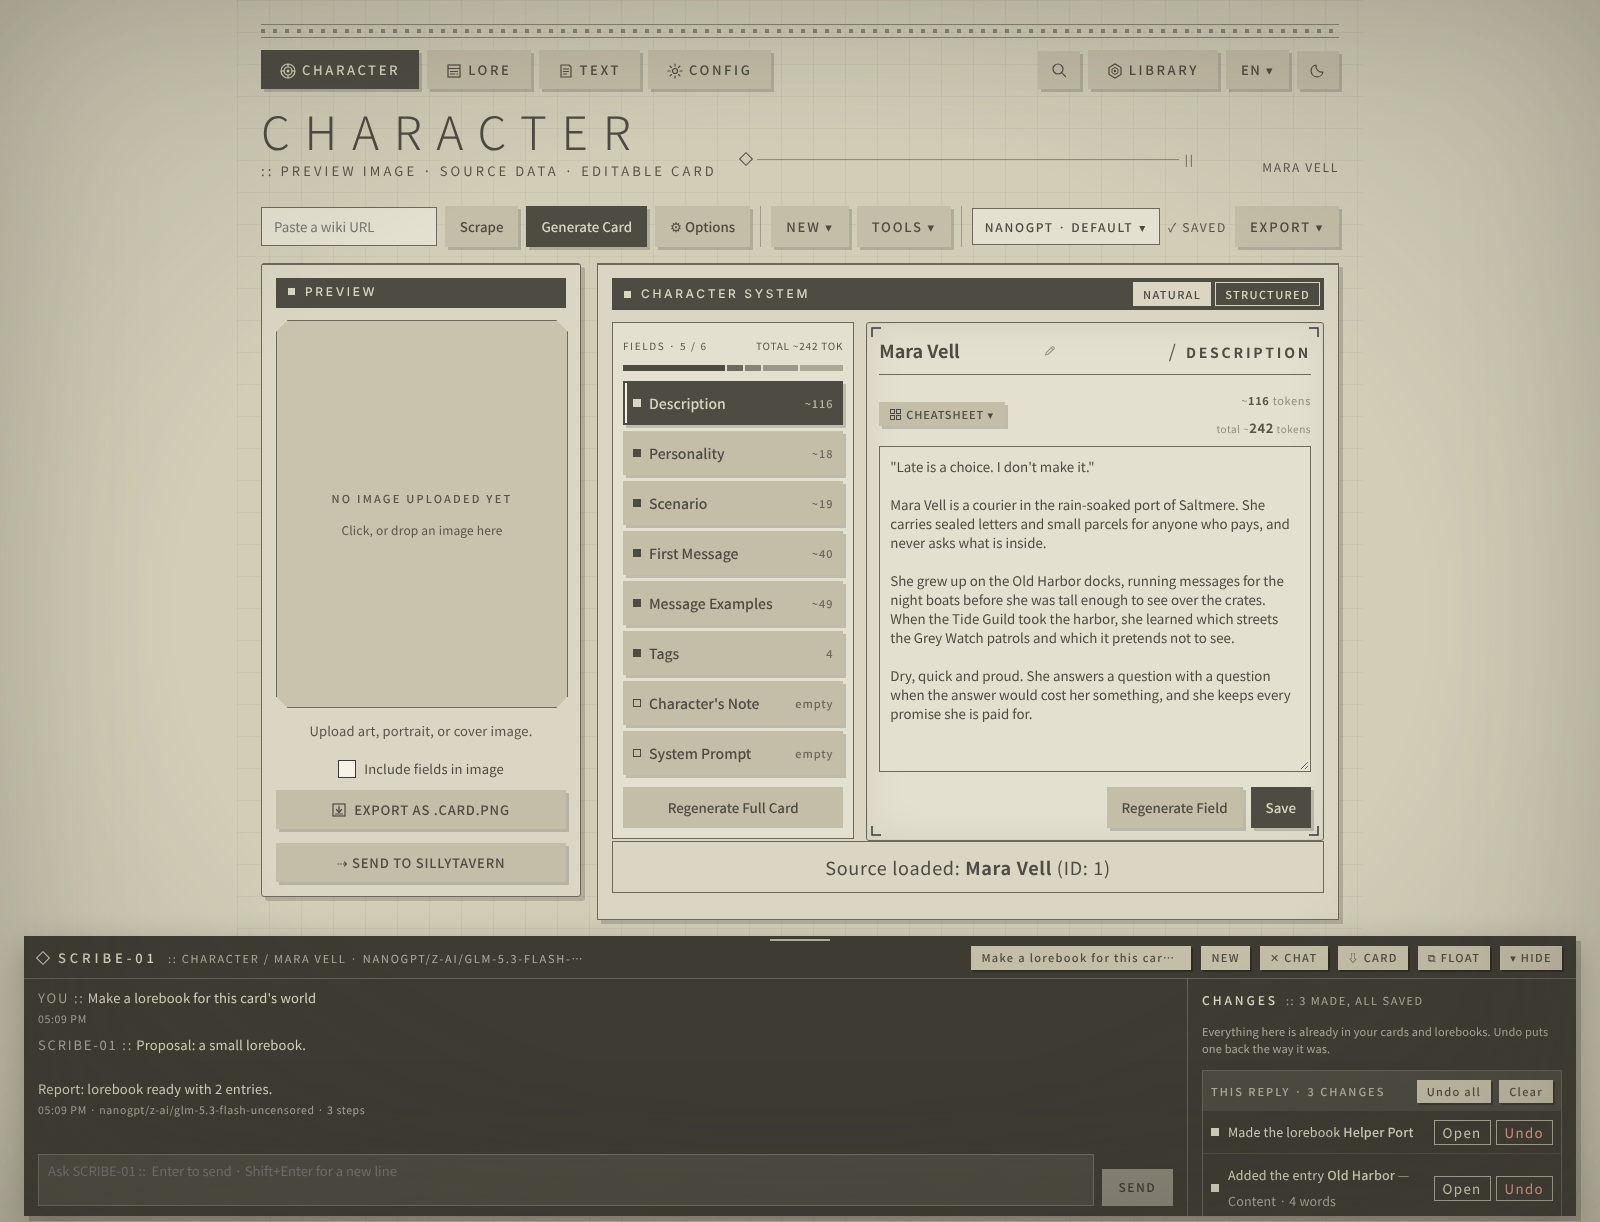 CHARACTER
LORE
TEXT
CONFIG
LIBRARY
EN ▾
CHARACTER
:: PREVIEW IMAGE · SOURCE DATA · EDITABLE CARD
MARA VELL
Paste a wiki URL
Scrape
Generate Card
⚙ Options
NEW ▾
TOOLS ▾
NANOGPT · DEFAULT ▾
✓ SAVED
EXPORT ▾
PREVIEW
NO IMAGE UPLOADED YET
Click, or drop an image here
Upload art, portrait, or cover image.
Include fields in image
EXPORT AS .CARD.PNG
⇢ SEND TO SILLYTAVERN
CHARACTER SYSTEM
NATURAL
STRUCTURED
FIELDS · 5 / 6
TOTAL ~242 TOK
Description ~116
Personality ~18
Scenario ~19
First Message ~40
Message Examples ~49
Tags 4
Character's Note empty
System Prompt empty
Regenerate Full Card
Mara Vell
/ DESCRIPTION
CHEATSHEET ▾
~116 tokens
total ~242 tokens
"Late is a choice. I don't make it."
Mara Vell is a courier in the rain-soaked port of Saltmere. She
carries sealed letters and small parcels for anyone who pays, and
never asks what is inside.
She grew up on the Old Harbor docks, running messages for the
night boats before she was tall enough to see over the crates.
When the Tide Guild took the harbor, she learned which streets
the Grey Watch patrols and which it pretends not to see.
Dry, quick and proud. She answers a question with a question
when the answer would cost her something, and she keeps every
promise she is paid for.
Regenerate Field
Save
Source loaded: Mara Vell (ID: 1)
SCRIBE-01 :: CHARACTER / MARA VELL · NANOGPT/Z-AI/GLM-5.3-FLASH-···
Make a lorebook for this car···
NEW
✕ CHAT
⇩ CARD
⧉ FLOAT
▾ HIDE
YOU :: Make a lorebook for this card's world
05:09 PM
SCRIBE-01 :: Proposal: a small lorebook.
Report: lorebook ready with 2 entries.
05:09 PM · nanogpt/z-ai/glm-5.3-flash-uncensored · 3 steps
Ask SCRIBE-01 :: Enter to send · Shift+Enter for a new line
SEND
CHANGES :: 3 MADE, ALL SAVED
Everything here is already in your cards and lorebooks. Undo puts
one back the way it was.
THIS REPLY · 3 CHANGES
Undo all
Clear
Made the lorebook Helper Port
Open
Undo
Added the entry Old Harbor —
Content · 4 words
Open
Undo